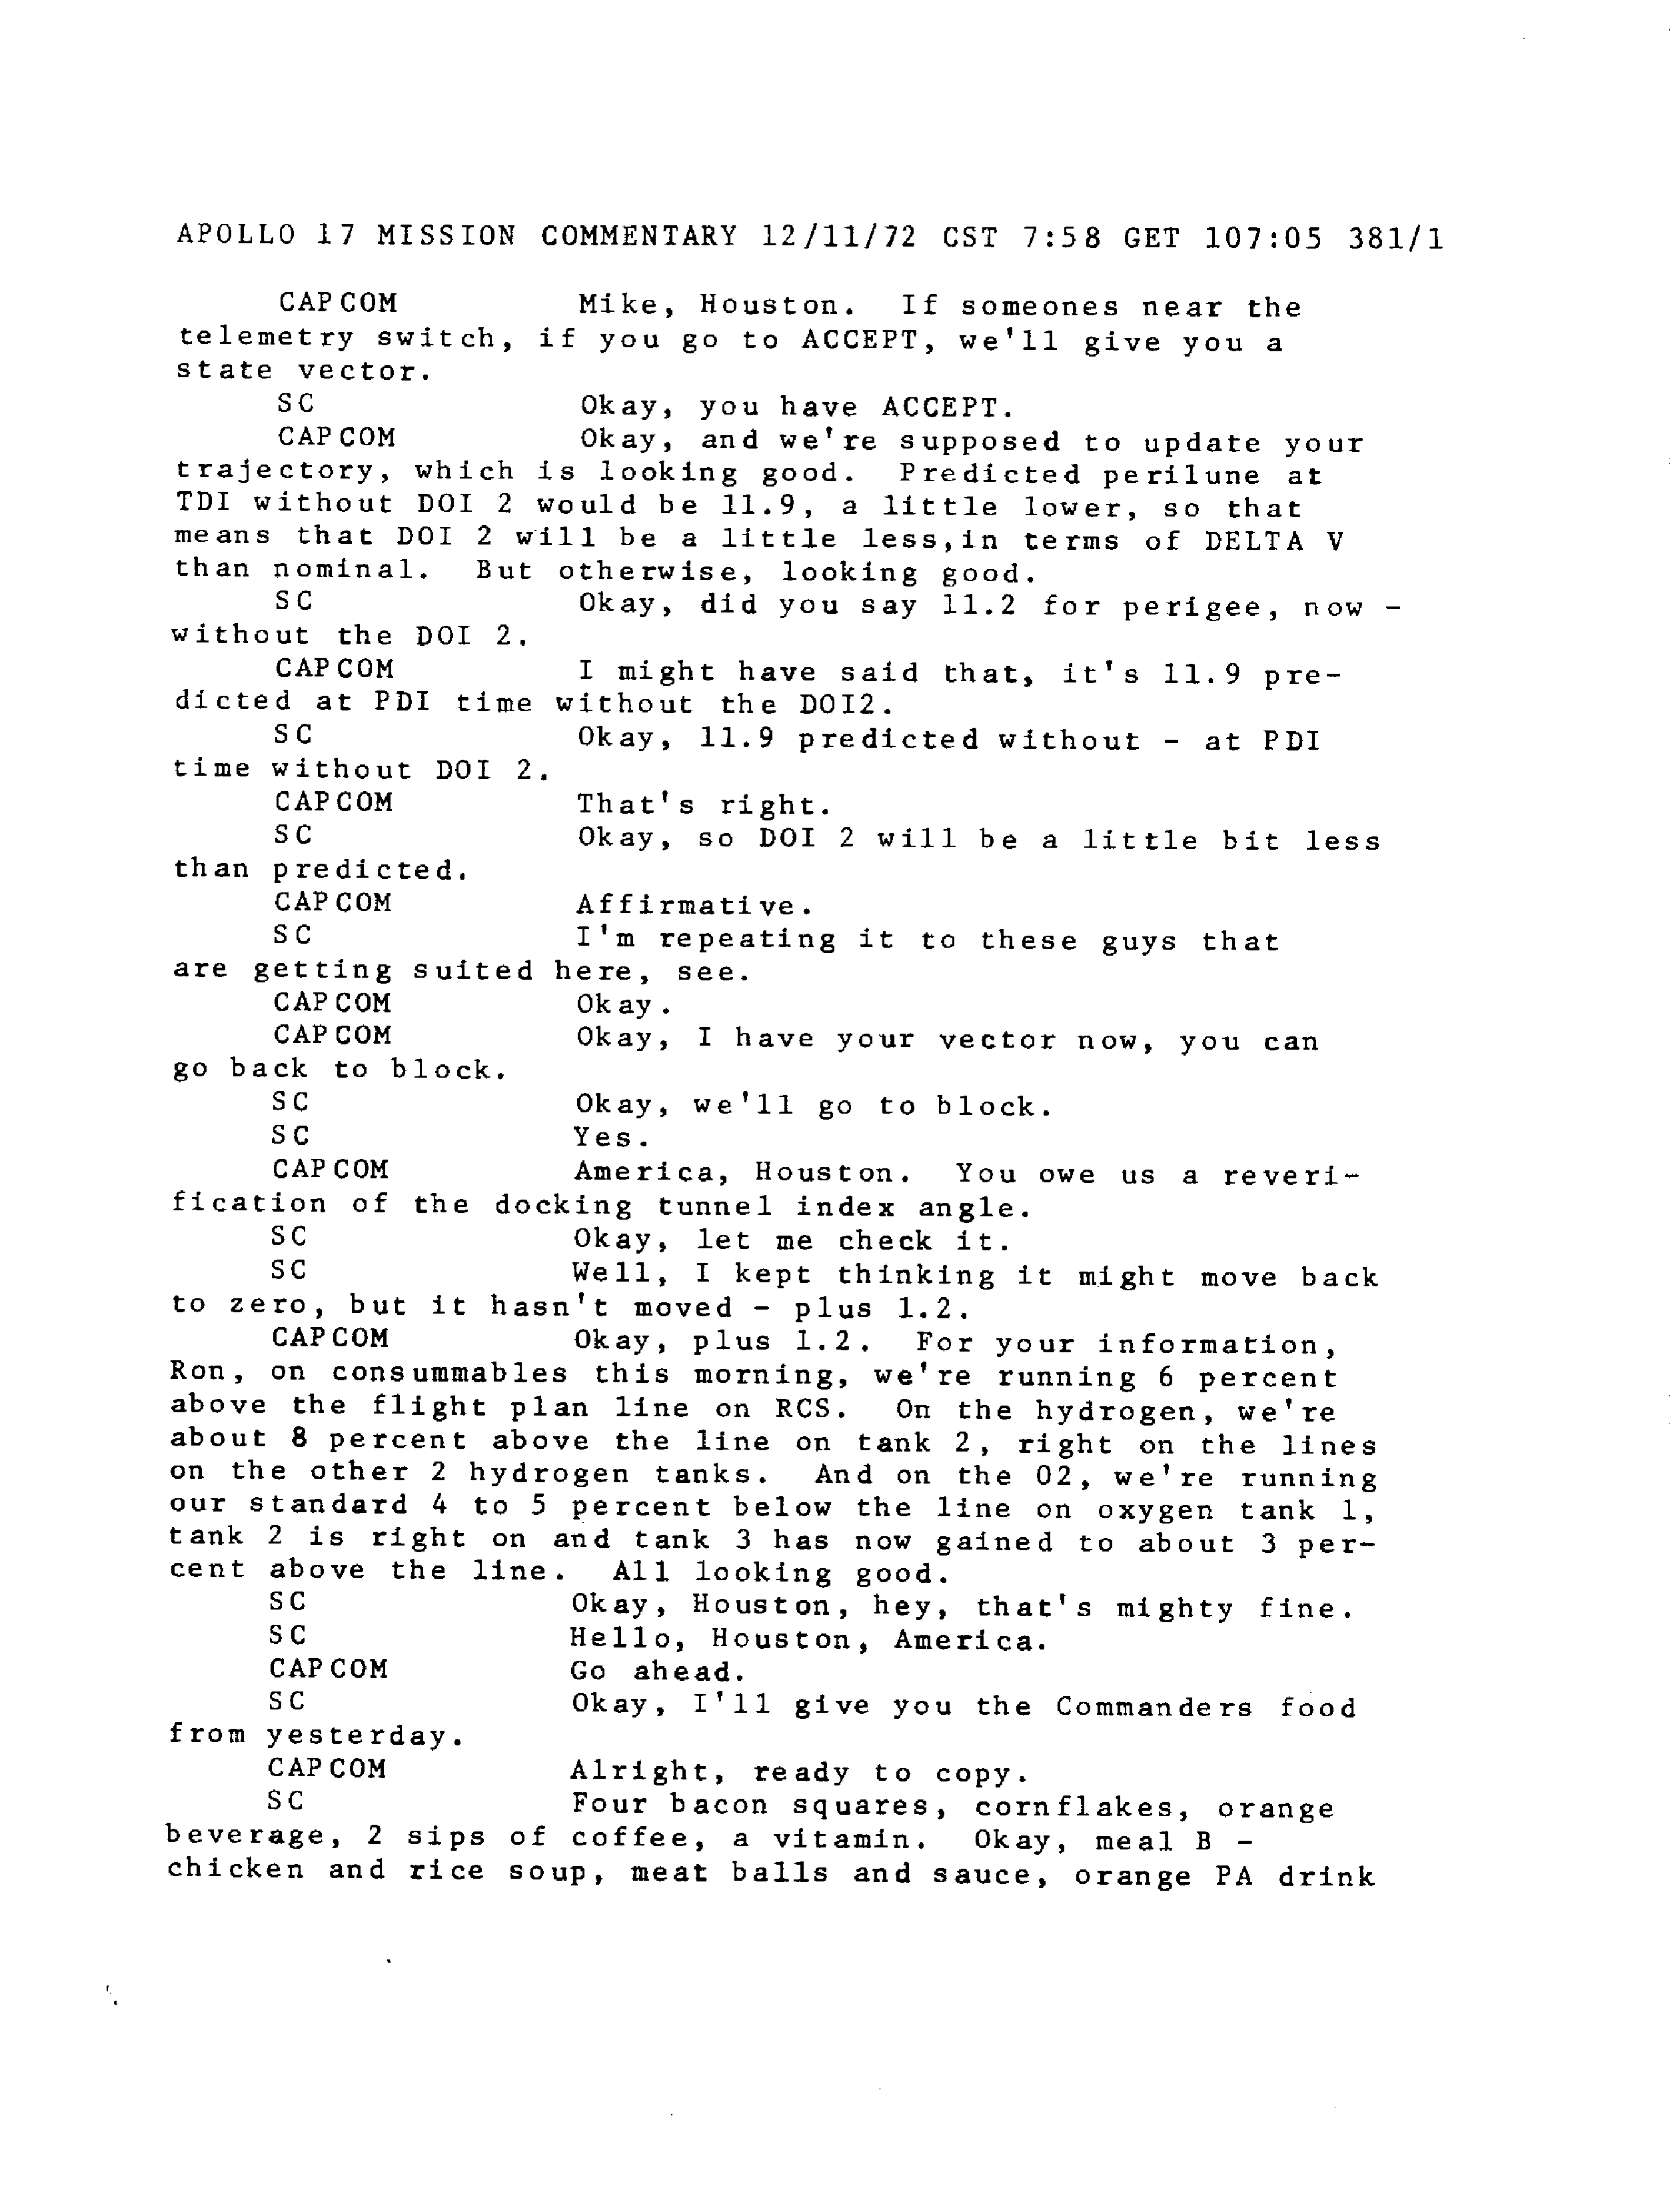 APOLLO 17 MISSION COMMENTARY 12/11/72 CST 7:58 GET 107:05 381/1
CAPCOM Mike, Houston. If someones near the
telemetry switch, if you go to ACCEPT, we'll give you a
state vector.
SC Okay, you have ACCEPT.
CAPCOM Okay, and we're supposed to update your
trajectory, which is looking good. Predicted perilune at
TDI without DOI 2 would be 11.9, a little lower, so that
means that DOI 2 will be a little less,in terms of DELTA V
than nominal. But otherwise, looking good.
SC Okay, did you say 11.2 for perigee, now -
without the DOI 2.
CAPCOM I might have said that, it's 11.9 pre-
dicted at PDI time without the DOI2.
SC Okay, 11.9 predicted without - at PDI
time without DOI 2.
CAPCOM That's right.
SC Okay, so DOI 2 will be a little bit less
than predicted.
CAPCOM Affirmative.
SC I'm repeating it to these guys that
are getting suited here, see.
CAPCOM Okay.
CAPCOM Okay, I have your vector now, you can
go back to block.
SC Okay, we'll go to block.
SC Yes.
CAPCOM America, Houston. You owe us a reveri-
fication of the docking tunnel index angle.
SC Okay, let me check it.
SC Well, I kept thinking it might move back
to zero, but it hasn't moved - plus 1.2.
CAPCOM Okay, plus 1.2. For your information,
Ron, on consummables this morning, we're running 6 percent
above the flight plan line on RCS. On the hydrogen, we're
about 8 percent above the line on tank 2, right on the lines
on the other 2 hydrogen tanks. And on the 02, we're running
our standard 4 to 5 percent below the line on oxygen tank 1,
tank 2 is right on and tank 3 has now gained to about 3 per-
cent above the line. All looking good.
SC Okay, Houston, hey, that's mighty fine.
SC Hello, Houston, America.
CAPCOM Go ahead.
SC Okay, I'll give you the Commanders food
from yesterday.
CAPCOM Alright, ready to copy.
SC Four bacon squares, cornflakes, orange
beverage, 2 sips of coffee, a vitamin. Okay, meal B -
chicken and rice soup, meat balls and sauce, orange PA drink